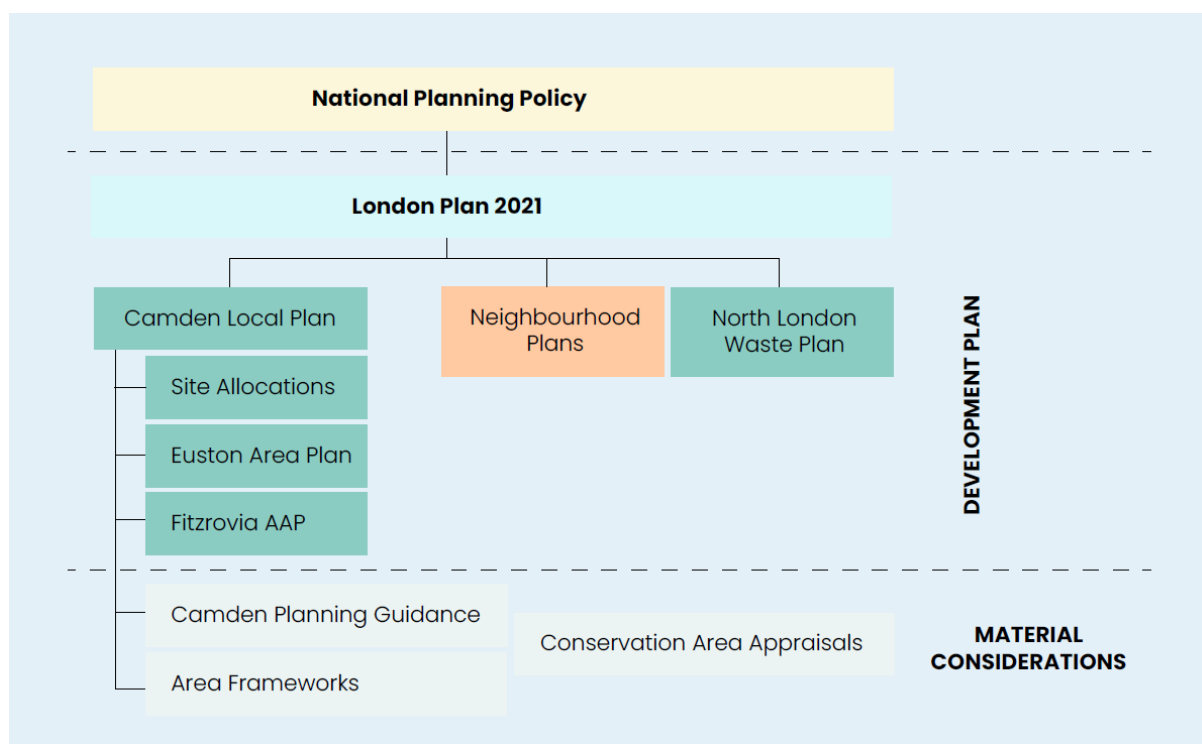 National Planning Policy
London Plan 2021
Camden Local Plan
Neighbourhood
Plans
North London
Waste Plan
Site Allocations
Euston Area Plan
Fitzrovia AAP
DEVELOPMENT PLAN
Camden Planning Guidance
Area Frameworks
Conservation Area Appraisals
MATERIAL
CONSIDERATIONS